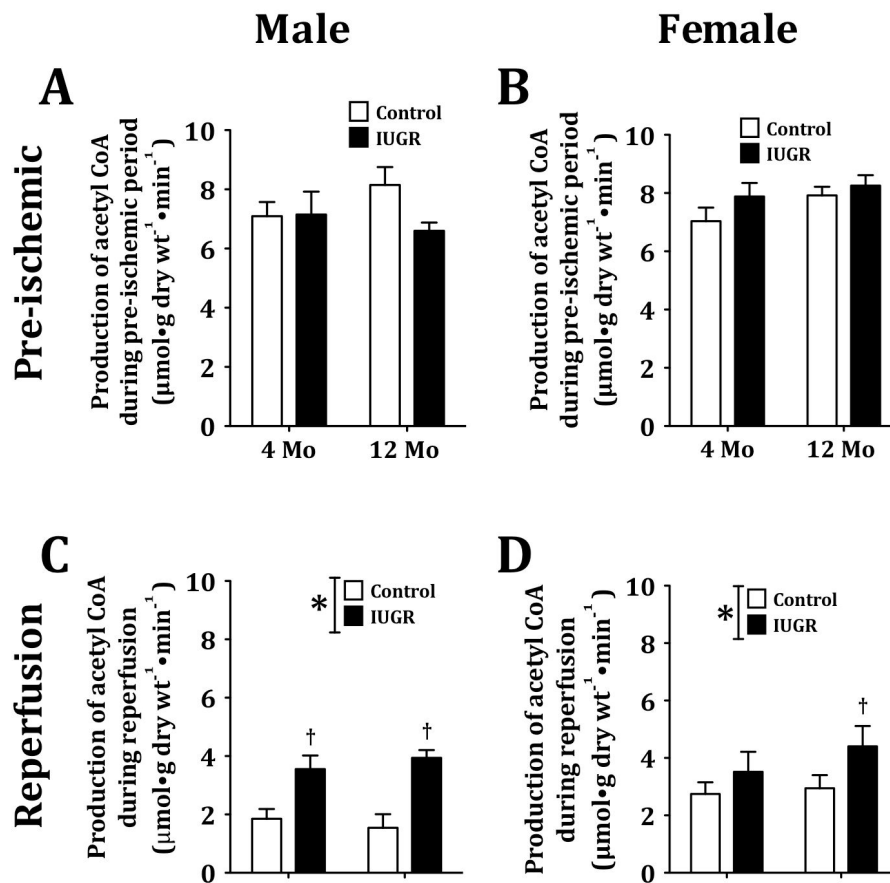 Male
Female
A
Control
IUGR
Pre-ischemic
Production of acetyl CoA
during pre-ischemic period
(μmol•g dry wt⁻¹•min⁻¹)
10
8
6
4
2
0
4 Mo
12 Mo
B
Control
IUGR
Production of acetyl CoA
during pre-ischemic period
(μmol•g dry wt⁻¹•min⁻¹)
10
8
6
4
2
0
4 Mo
12 Mo
C
*
Control
IUGR
Reperfusion
Production of acetyl CoA
during reperfusion
(μmol•g dry wt⁻¹•min⁻¹)
10
8
6
4
2
0
†
†
D
*
Control
IUGR
Production of acetyl CoA
during reperfusion
(μmol•g dry wt⁻¹•min⁻¹)
10
8
6
4
2
0
†